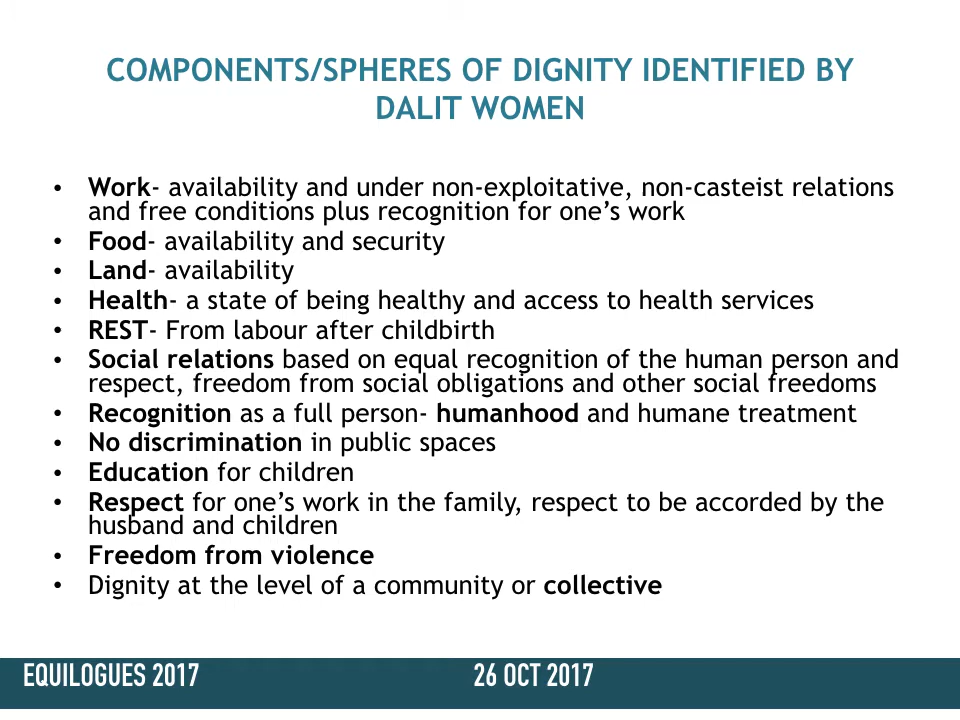 COMPONENTS/SPHERES OF DIGNITY IDENTIFIED BY
DALIT WOMEN
• Work- availability and under non-exploitative, non-casteist relations
and free conditions plus recognition for one’s work
• Food- availability and security
• Land- availability
• Health- a state of being healthy and access to health services
• REST- From labour after childbirth
• Social relations based on equal recognition of the human person and
respect, freedom from social obligations and other social freedoms
• Recognition as a full person- humanhood and humane treatment
• No discrimination in public spaces
• Education for children
• Respect for one’s work in the family, respect to be accorded by the
husband and children
• Freedom from violence
• Dignity at the level of a community or collective
EQUILOGUES 2017 26 OCT 2017